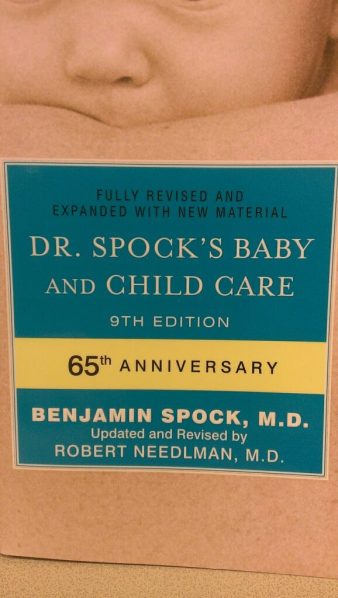 FULLY REVISED AND
EXPANDED WITH NEW MATERIAL
DR. SPOCK'S BABY
AND CHILD CARE
9TH EDITION
65th ANNIVERSARY
BENJAMIN SPOCK, M.D.
Updated and Revised by
ROBERT NEEDLMAN, M.D.